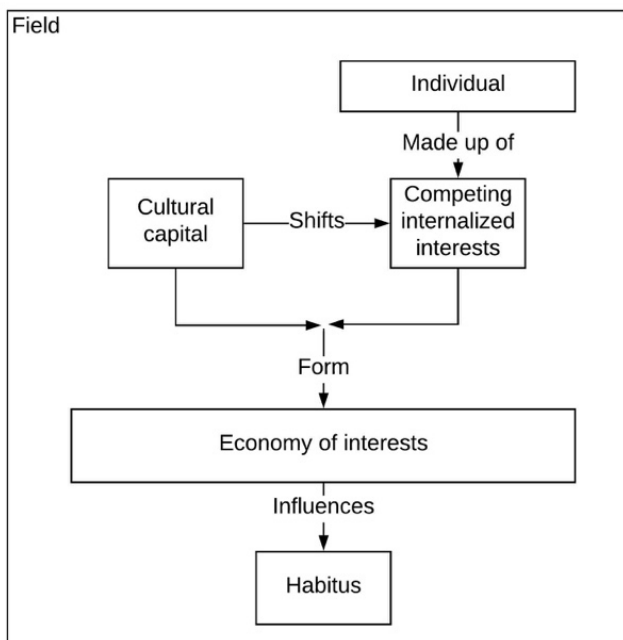 Field
Individual
Made up of
Cultural
capital
Shifts
Competing
internalized
interests
Form
Economy of interests
Influences
Habitus